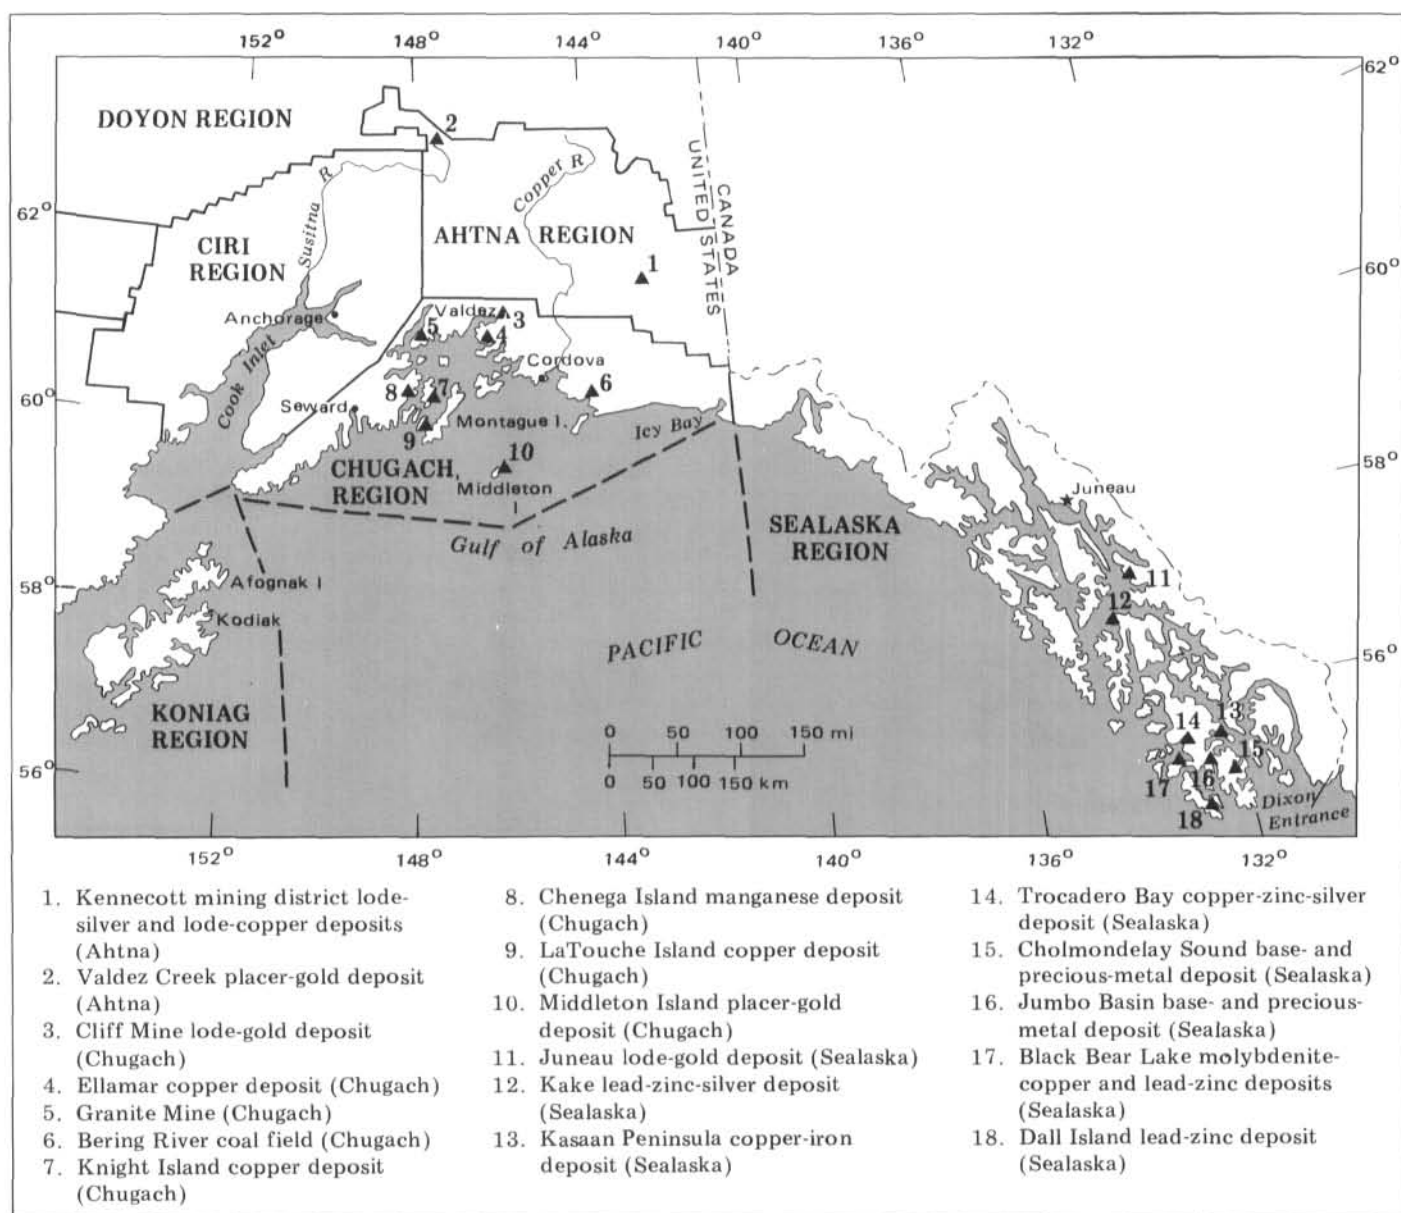 152° 148° 144° 140° 136° 132°
62°
DOYON REGION
2
UNITED STATES
CANADA
Susitna R
Copper R
62°
CIRI
REGION
AHTNA REGION
1
60°
Anchorage
Valdez
3
5
4
Cook Inlet
Cordova
60°
8
7
6
Seward
Montague I.
Icy Bay
9
10
58°
CHUGACH
REGION
Middleton
I
Juneau
SEALASKA
REGION
Gulf of Alaska
11
58°
Afognak I
12
Kodiak
PACIFIC OCEAN
56°
KONIAG
REGION
14
13
0 50 100 150 mi
15
56°
0 50 100 150 km
17
16
Dixon
Entrance
18
152° 148° 144° 140° 136° 132°
1. Kennecott mining district lode-
silver and lode-copper deposits
(Ahtna)
2. Valdez Creek placer-gold deposit
(Ahtna)
3. Cliff Mine lode-gold deposit
(Chugach)
4. Ellamar copper deposit (Chugach)
5. Granite Mine (Chugach)
6. Bering River coal field (Chugach)
7. Knight Island copper deposit
(Chugach)
8. Chenega Island manganese deposit
(Chugach)
9. LaTouche Island copper deposit
(Chugach)
10. Middleton Island placer-gold
deposit (Chugach)
11. Juneau lode-gold deposit (Sealaska)
12. Kake lead-zinc-silver deposit
(Sealaska)
13. Kasaan Peninsula copper-iron
deposit (Sealaska)
14. Trocadero Bay copper-zinc-silver
deposit (Sealaska)
15. Cholmondelay Sound base- and
precious-metal deposit (Sealaska)
16. Jumbo Basin base- and precious-
metal deposit (Sealaska)
17. Black Bear Lake molybdenite-
copper and lead-zinc deposits
(Sealaska)
18. Dall Island lead-zinc deposit
(Sealaska)